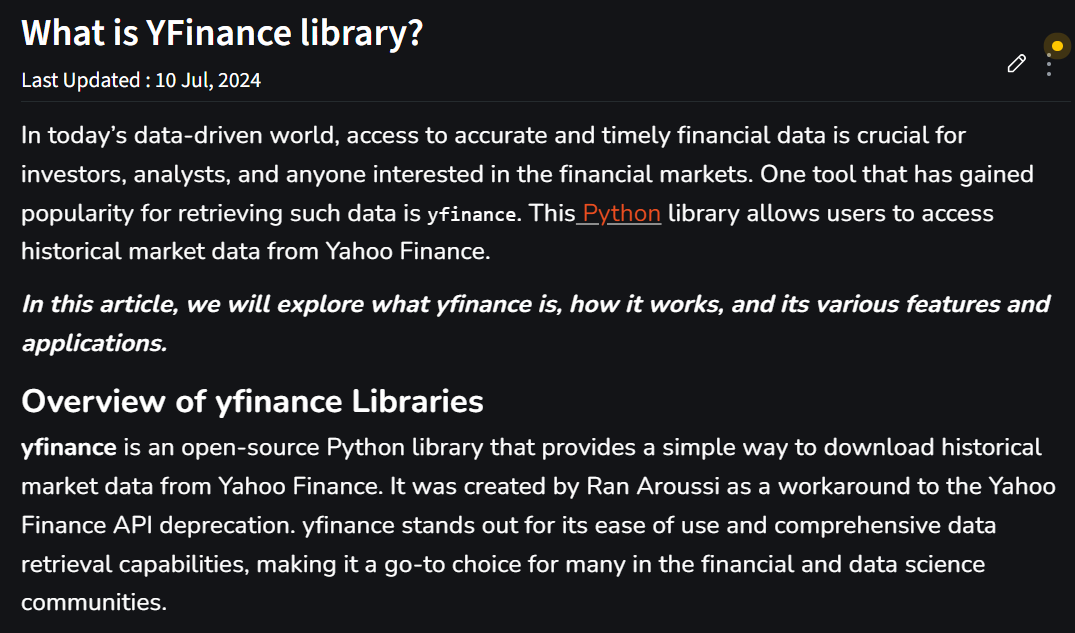 What is YFinance library?
Last Updated : 10 Jul, 2024
In today’s data-driven world, access to accurate and timely financial data is crucial for
investors, analysts, and anyone interested in the financial markets. One tool that has gained
popularity for retrieving such data is yfinance. This Python library allows users to access
historical market data from Yahoo Finance.
In this article, we will explore what yfinance is, how it works, and its various features and
applications.
Overview of yfinance Libraries
yfinance is an open-source Python library that provides a simple way to download historical
market data from Yahoo Finance. It was created by Ran Aroussi as a workaround to the Yahoo
Finance API deprecation. yfinance stands out for its ease of use and comprehensive data
retrieval capabilities, making it a go-to choice for many in the financial and data science
communities.